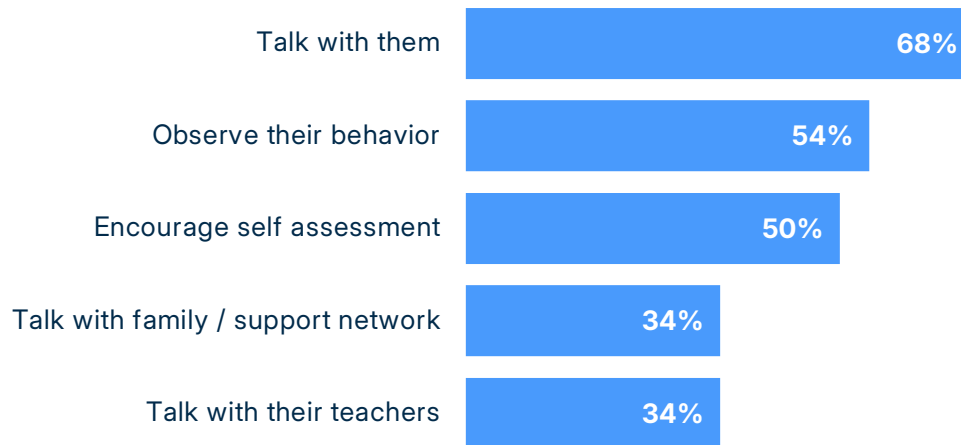 Talk with them 68%
Observe their behavior 54%
Encourage self assessment 50%
Talk with family / support network 34%
Talk with their teachers 34%